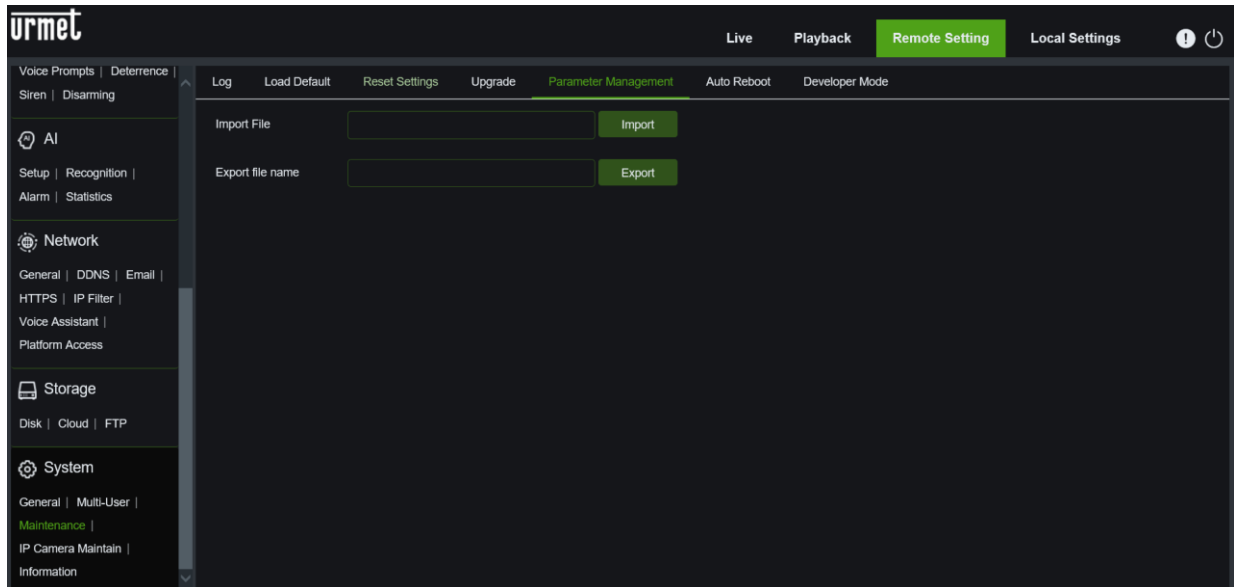 urmet
Live Playback Remote Setting Local Settings
Voice Prompts | Deterrence |
Siren | Disarming
Log Load Default Reset Settings Upgrade Parameter Management Auto Reboot Developer Mode
Import File Import
Export file name Export
AI
Setup | Recognition |
Alarm | Statistics
Network
General | DDNS | Email |
HTTPS | IP Filter |
Voice Assistant |
Platform Access
Storage
Disk | Cloud | FTP
System
General | Multi-User |
Maintenance |
IP Camera Maintain |
Information